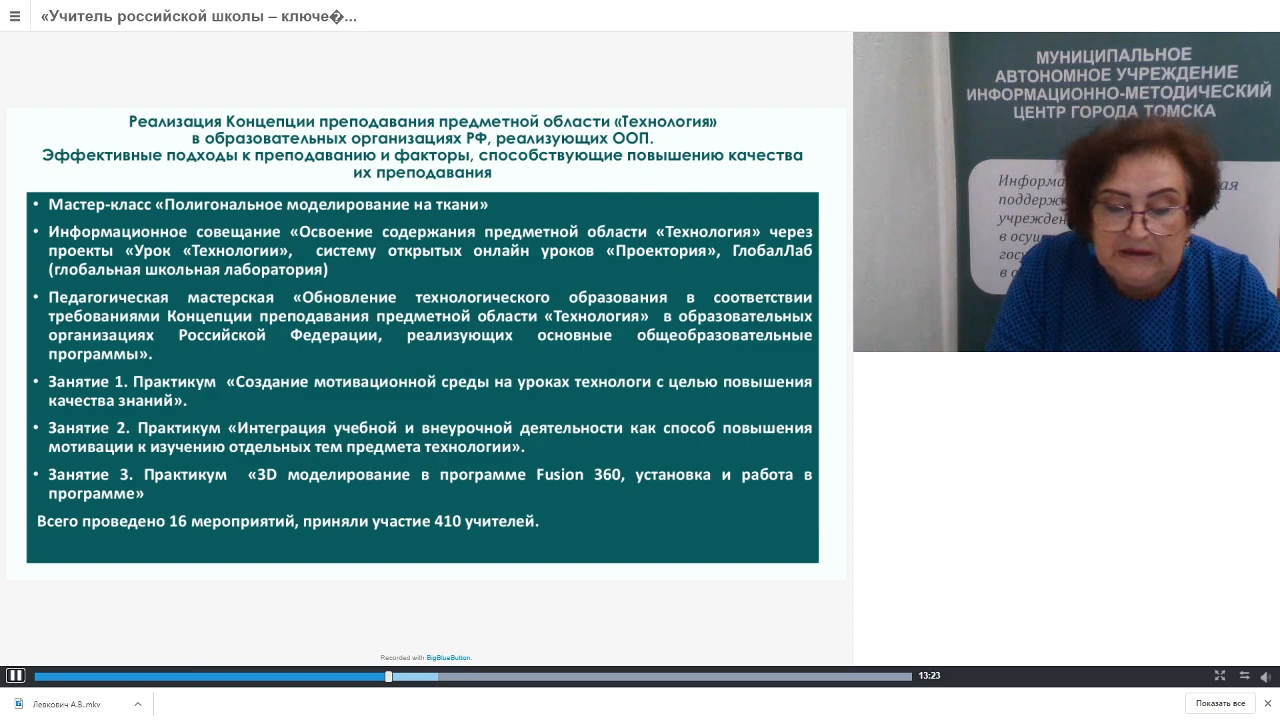 «Учитель российской школы – ключе�...
МУНИЦИПАЛЬНОЕ
АВТОНОМНОЕ УЧРЕЖДЕНИЕ
ИНФОРМАЦИОННО-МЕТОДИЧЕСКИЙ
ЦЕНТР ГОРОДА ТОМСКА
Реализация Концепции преподавания предметной области «Технология»
в образовательных организациях РФ, реализующих ООП.
Эффективные подходы к преподаванию и факторы, способствующие повышению качества
их преподавания
• Мастер-класс «Полигональное моделирование на ткани»
• Информационное совещание «Освоение содержания предметной области «Технология» через
проекты «Урок «Технологии», систему открытых онлайн уроков «Проектория», ГлобалЛаб
(глобальная школьная лаборатория)
• Педагогическая мастерская «Обновление технологического образования в соответствии
требованиями Концепции преподавания предметной области «Технология» в образовательных
организациях Российской Федерации, реализующих основные общеобразовательные
программы».
• Занятие 1. Практикум «Создание мотивационной среды на уроках технологи с целью повышения
качества знаний».
• Занятие 2. Практикум «Интеграция учебной и внеурочной деятельности как способ повышения
мотивации к изучению отдельных тем предмета технологии».
• Занятие 3. Практикум «3D моделирование в программе Fusion 360, установка и работа в
программе»
Всего проведено 16 мероприятий, приняли участие 410 учителей.
Recorded with BigBlueButton.
13:23
Левкович А.В..mkv
Показать все